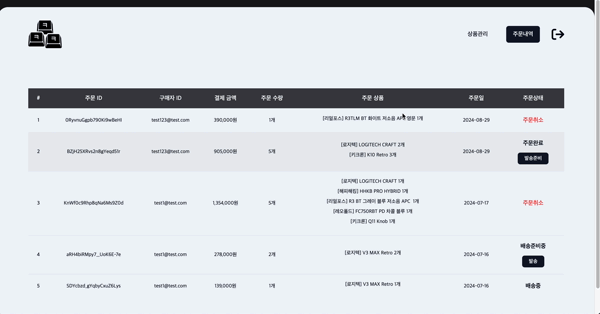 상품관리 주문내역
# 주문 ID 구매자 ID 결제 금액 주문 수량 주문 상품 주문일 주문상태
1 test123@test.com 390,000원 1개 [리얼포스] R3TLM BT 화이트 저소음 영문 1개 2024-08-29 주문취소
2 test123@test.com 905,000원 5개 [로지텍] LOGITECH CRAFT 2개 2024-08-29 주문완료
[키크론] K10 Retro 3개
발송준비
3 test1@test.com 1,354,000원 5개 [로지텍] LOGITECH CRAFT 1개 2024-07-17 주문취소
[해피해킹] HHKB PRO HYBRID 1개
[리얼포스] R3 BT 그레이 블루 저소음 APC 1개
[레오폴드] FC750RBT PD 차콜 블루 1개
[키크론] Q11 Knob 1개
4 test1@test.com 278,000원 2개 [로지텍] V3 MAX Retro 2개 2024-07-16 배송준비중
발송
5 test1@test.com 139,000원 1개 [로지텍] V3 MAX Retro 1개 2024-07-16 배송중